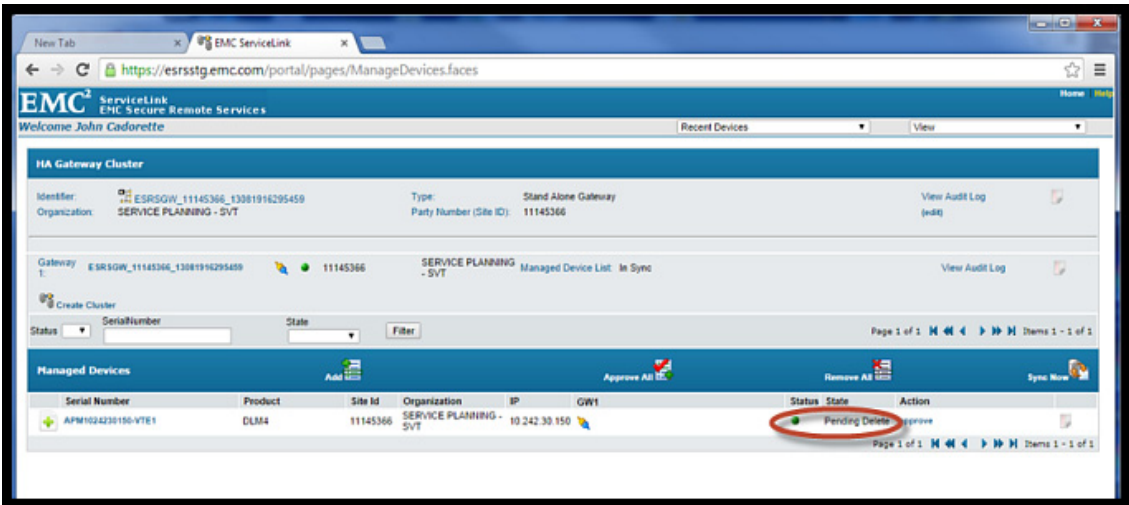 New Tab
EMC ServiceLink
https://esrsstg.emc.com/portal/pages/ManageDevices.faces
EMC² ServiceLink Home Help
EMC Secure Remote Services
Welcome John Cadorette Recent Devices View
HA Gateway Cluster
Identifier: ESRSGW_11145366_13081916295459 Type: Stand Alone Gateway View Audit Log
Organization: SERVICE PLANNING - SVT Party Number (Site ID): 11145366 (edit)
Gateway 1: ESRSGW_11145366_13081916295459 11145366 SERVICE PLANNING - SVT Managed Device List: In Sync View Audit Log
Create Cluster
Status SerialNumber State Filter Page 1 of 1 Items 1 - 1 of 1
Managed Devices Add Approve All Remove All Sync Now
Serial Number Product Site Id Organization IP GW1 Status State Action
APM1024230150-VTE1 DLM4 11145366 SERVICE PLANNING - SVT 10.242.30.150 Pending Delete Approve
Page 1 of 1 Items 1 - 1 of 1